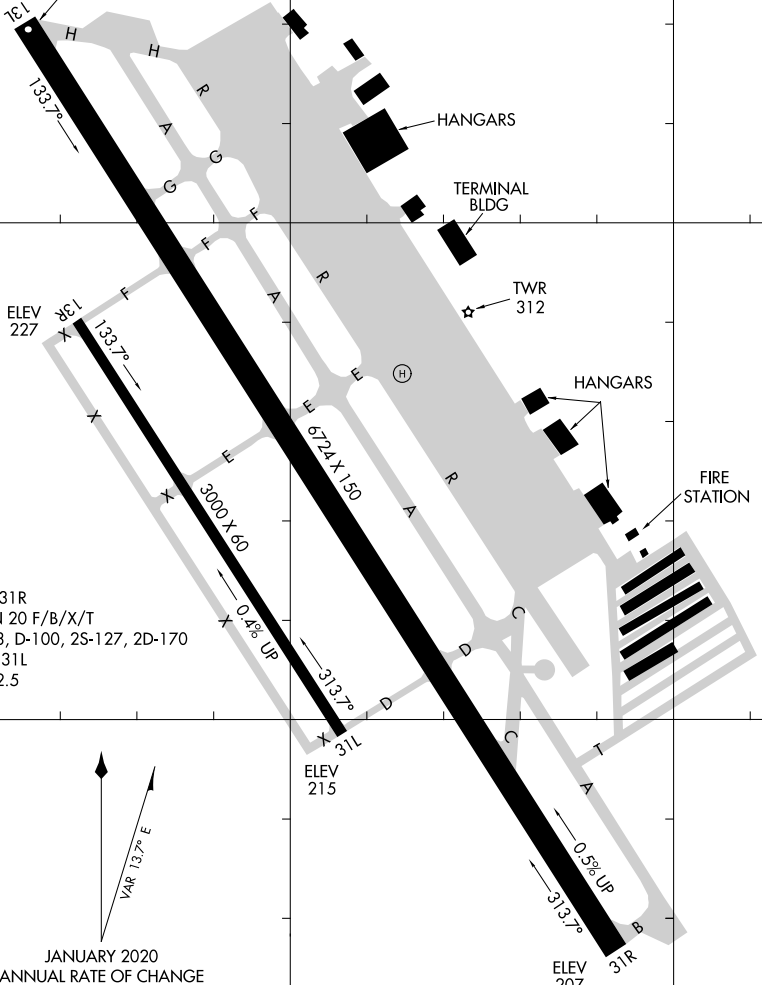 13L
H
H
133.7°
R
HANGARS
A
G
G
TERMINAL
BLDG
F
F
R
TWR
312
F
A
ELEV
227
13R
X
133.7°
E
H
HANGARS
X
E
E
6724 X 150
R
FIRE
STATION
X
3000 X 60
A
31R
20 F/B/X/T
, D-100, 2S-127, 2D-170
31L
2.5
X
0.4% UP
C
D
313.7°
D
X
31L
C
T
ELEV
215
A
VAR 13.7° E
0.5% UP
313.7°
B
31R
JANUARY 2020
ANNUAL RATE OF CHANGE
ELEV
207